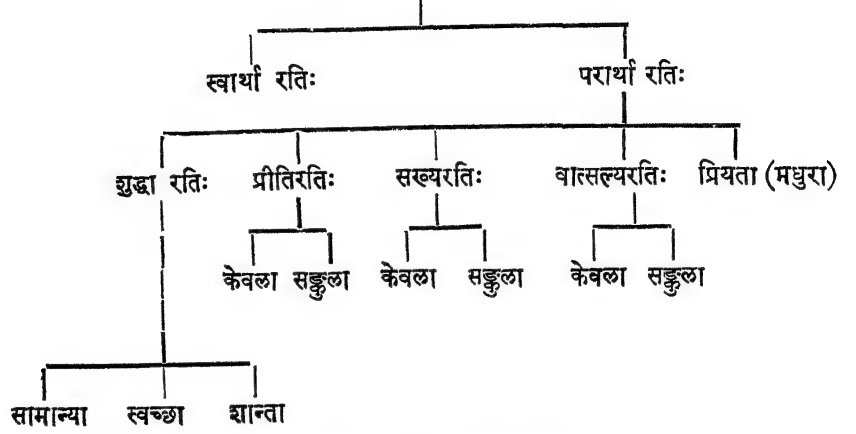 स्वार्था रतिः परार्था रतिः
शुद्धा रतिः प्रीतिरतिः सख्यरतिः वात्सल्यरतिः प्रियता (मधुरा)
केवला सङ्कुला केवला सङ्कुला केवला सङ्कुला
सामान्या स्वच्छा शान्ता